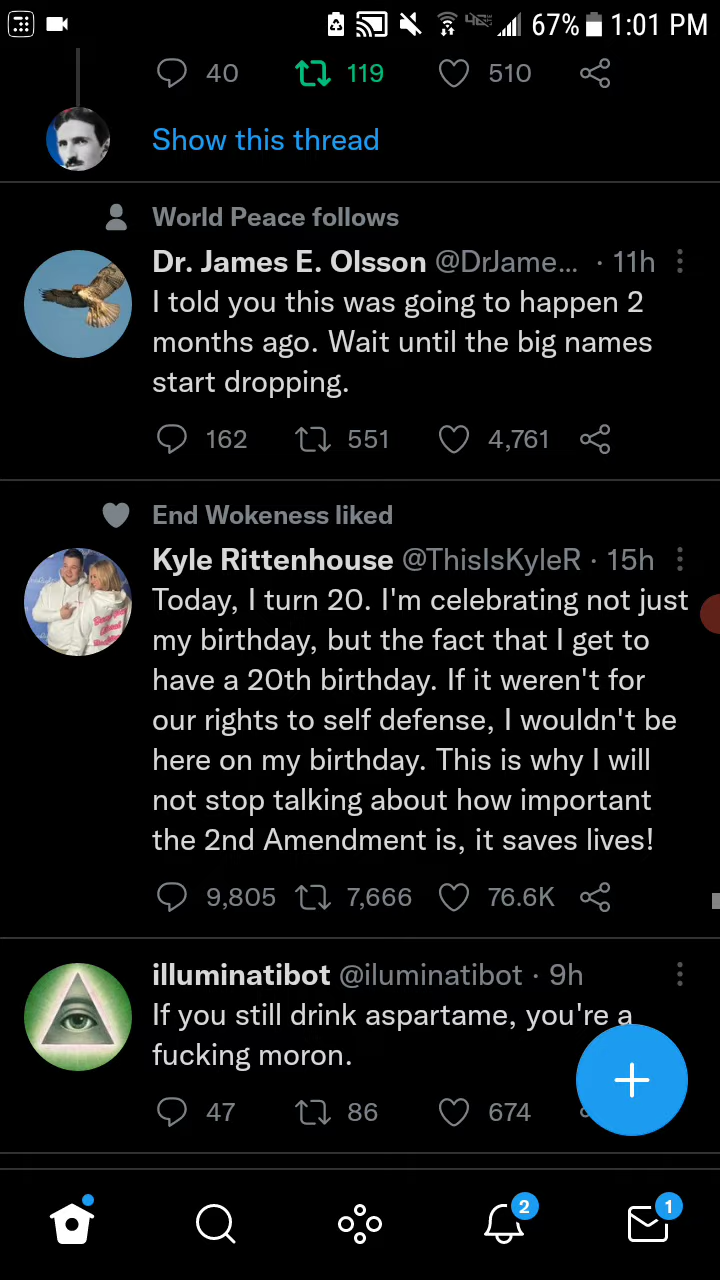 67% 1:01 PM
40 119 510
Show this thread
World Peace follows
Dr. James E. Olsson @DrJame... · 11h
I told you this was going to happen 2
months ago. Wait until the big names
start dropping.
162 551 4,761
End Wokeness liked
Kyle Rittenhouse @ThisIsKyleR · 15h
Today, I turn 20. I'm celebrating not just
my birthday, but the fact that I get to
have a 20th birthday. If it weren't for
our rights to self defense, I wouldn't be
here on my birthday. This is why I will
not stop talking about how important
the 2nd Amendment is, it saves lives!
9,805 7,666 76.6K
illuminatibot @iluminatibot · 9h
If you still drink aspartame, you're a
fucking moron.
47 86 674
2 1